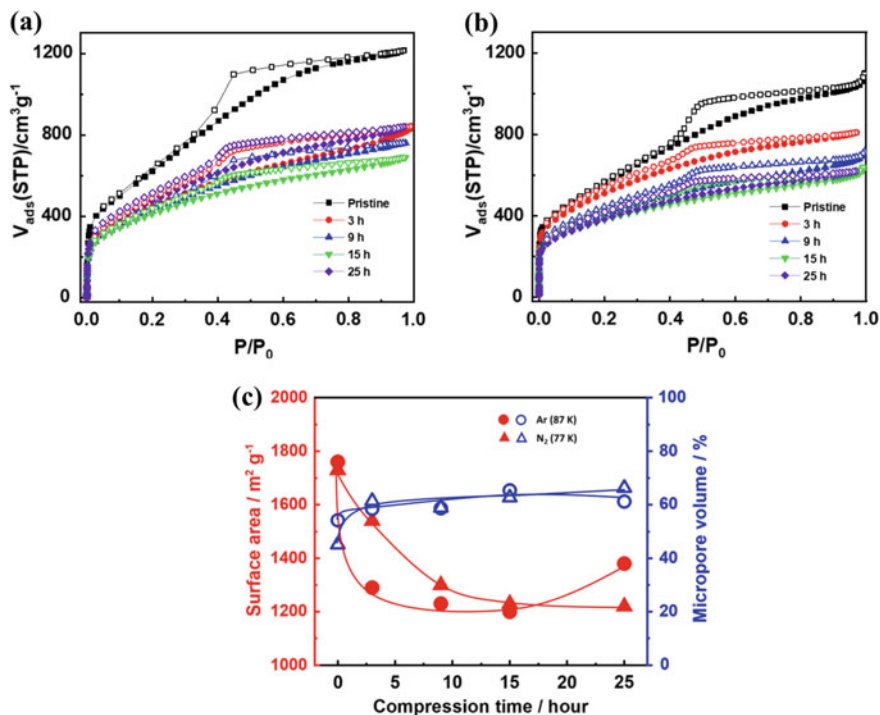 (a)
1200
800
400
0
V_ads(STP)/cm³g⁻¹
Pristine
3 h
9 h
15 h
25 h
0.0 0.2 0.4 0.6 0.8 1.0
P/P₀
(b)
1200
800
400
0
V_ads(STP)/cm³g⁻¹
Pristine
3 h
9 h
15 h
25 h
0.0 0.2 0.4 0.6 0.8 1.0
P/P₀
(c)
2000
1800
1600
1400
1200
1000
Surface area / m² g⁻¹
Ar (87 K)
N₂ (77 K)
100
80
60
40
20
0
Micropore volume / %
0 5 10 15 20 25
Compression time / hour